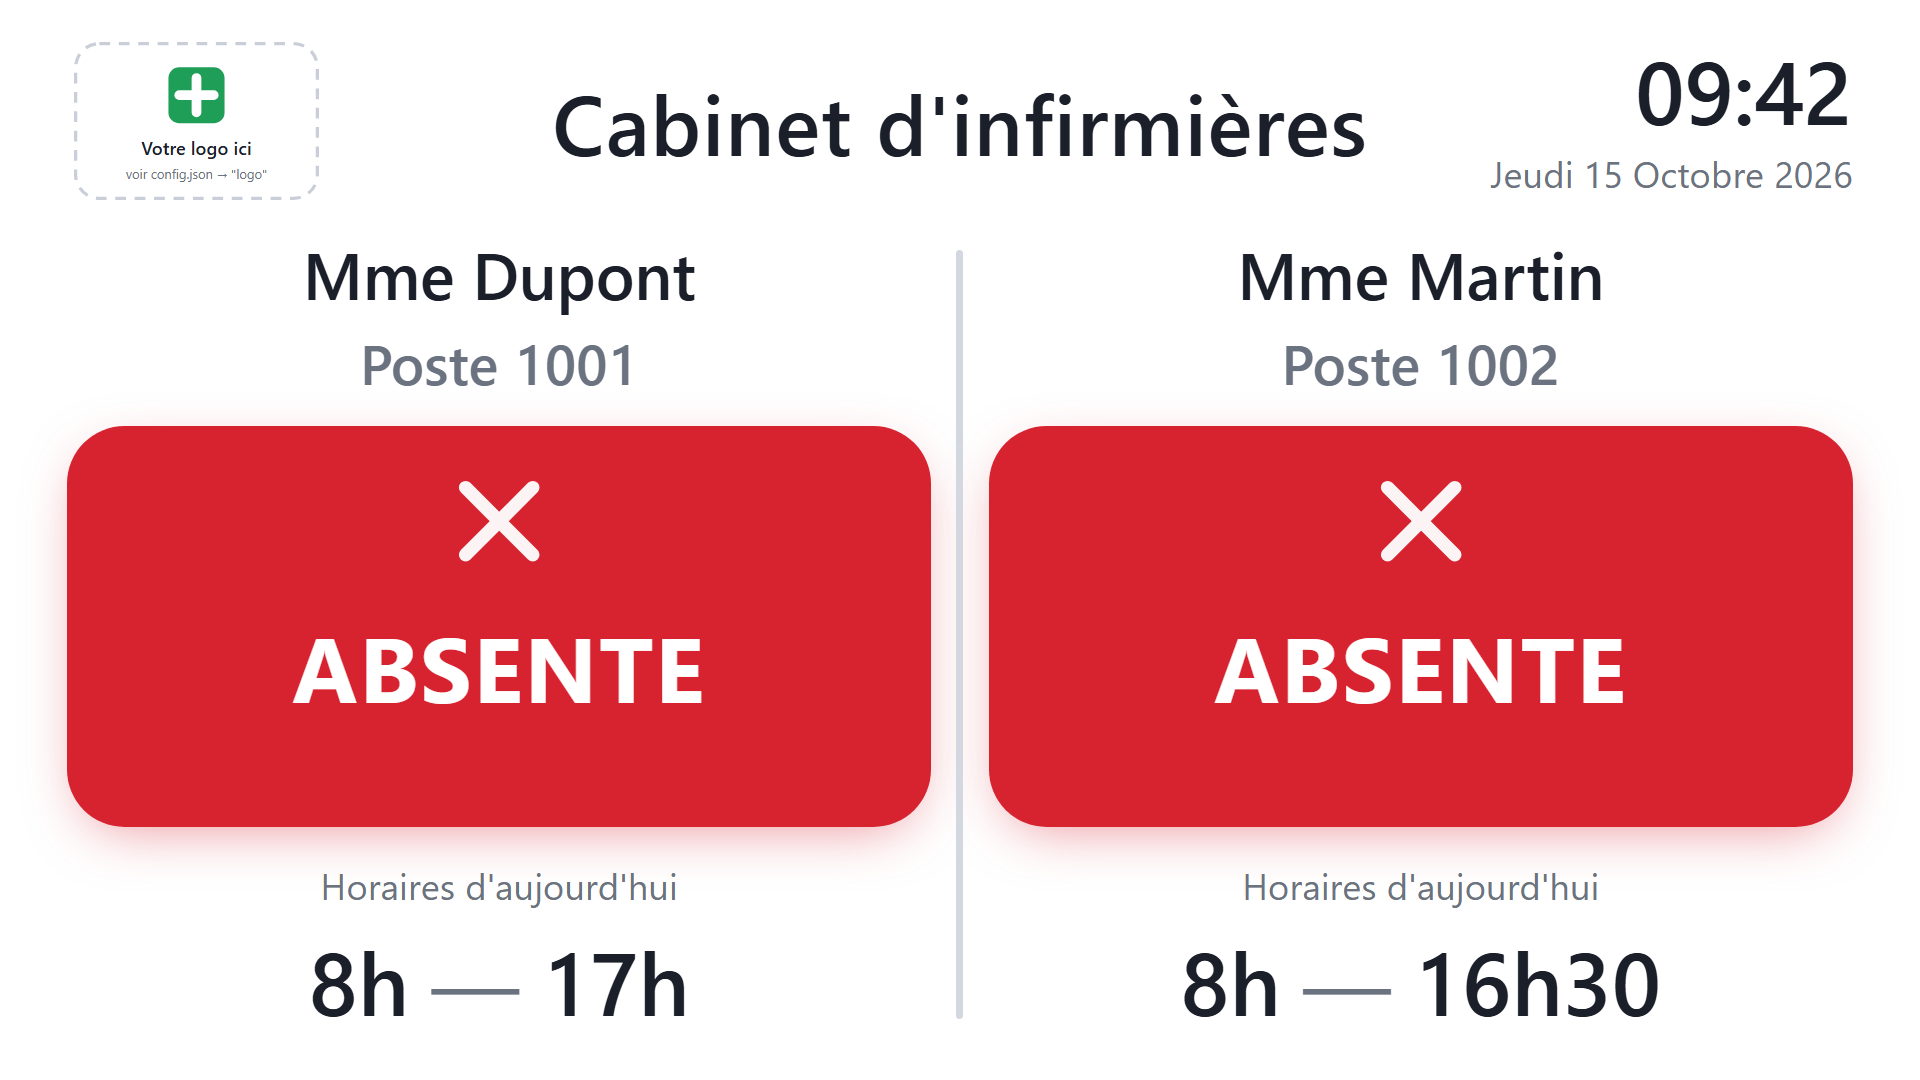 Votre logo ici
voir config.json → "logo"
Cabinet d'infirmières
09:42
Jeudi 15 Octobre 2026
Mme Dupont
Poste 1001
ABSENTE
Horaires d'aujourd'hui
8h — 17h
Mme Martin
Poste 1002
ABSENTE
Horaires d'aujourd'hui
8h — 16h30